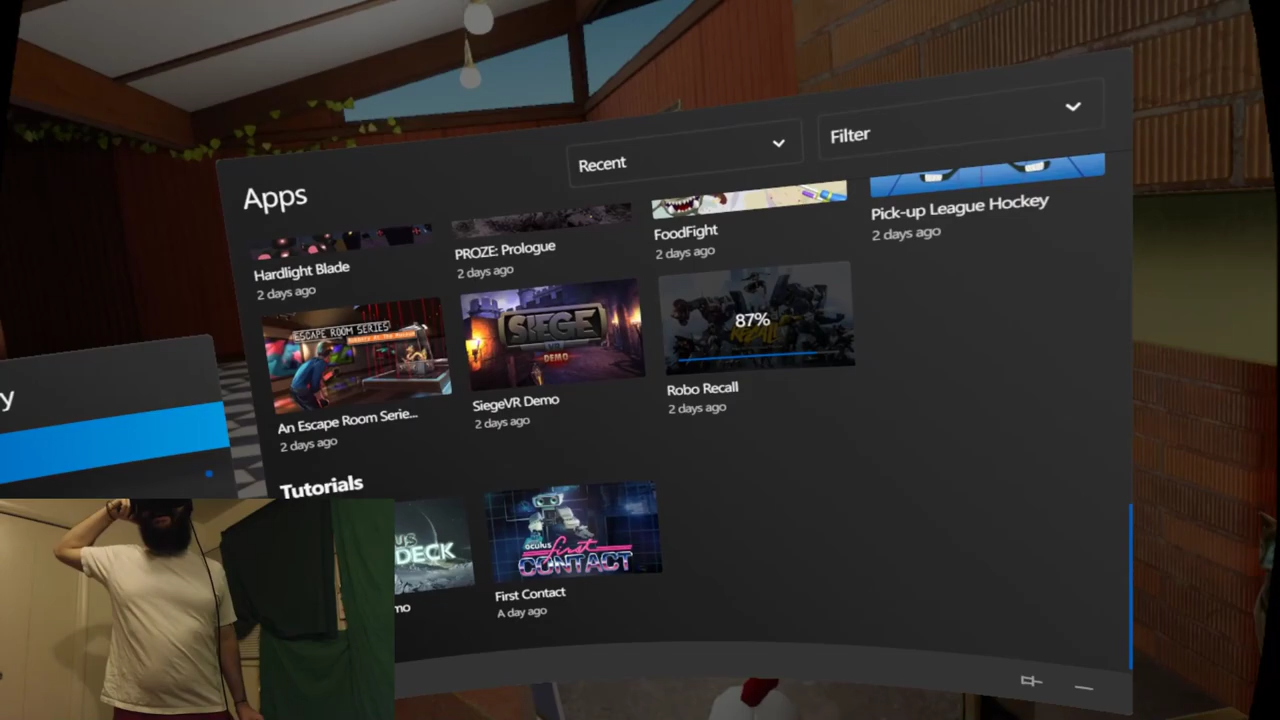 Apps
Recent
Filter
Hardlight Blade
2 days ago
PROZE: Prologue
2 days ago
FoodFight
2 days ago
Pick-up League Hockey
2 days ago
ESCAPE ROOM SERIES!
An Escape Room Serie...
2 days ago
SIEGE
DEMO
SiegeVR Demo
2 days ago
87%
Robo Recall
2 days ago
y
Tutorials
US
DECK
mo
oculus
first
CONTACT
First Contact
A day ago